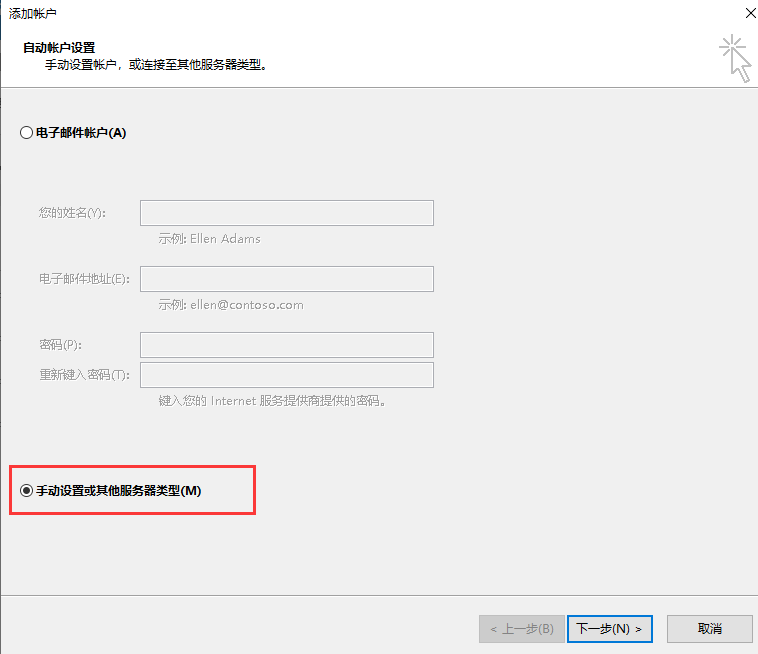 添加帐户
自动帐户设置
手动设置帐户，或连接至其他服务器类型。
电子邮件帐户(A)
您的姓名(Y):
示例: Ellen Adams
电子邮件地址(E):
示例: ellen@contoso.com
密码(P):
重新键入密码(T):
键入您的 Internet 服务提供商提供的密码。
手动设置或其他服务器类型(M)
< 上一步(B) 下一步(N) > 取消